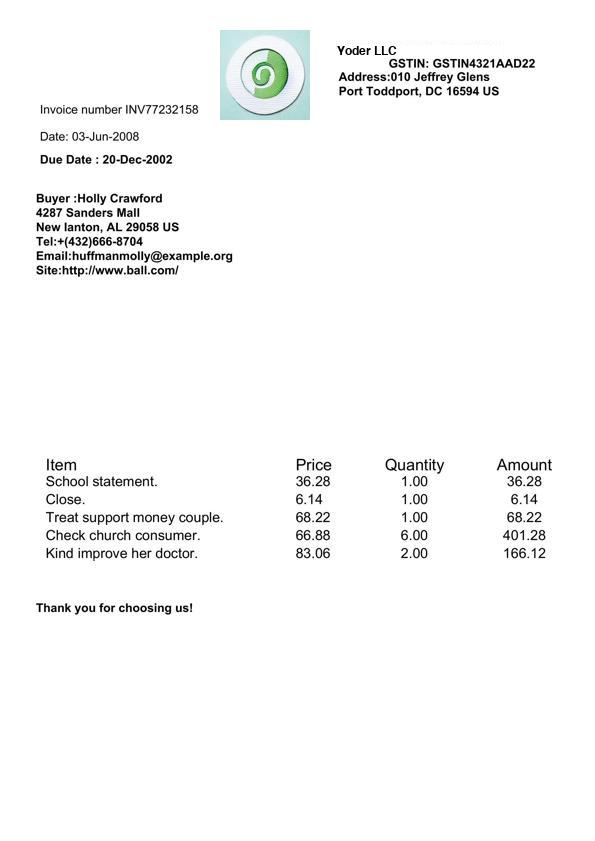 Yoder LLC
GSTIN: GSTIN4321AAD22
Address:010 Jeffrey Glens
Port Toddport, DC 16594 US
Invoice number INV77232158
Date: 03-Jun-2008
Due Date : 20-Dec-2002
Buyer :Holly Crawford
4287 Sanders Mall
New Ianton, AL 29058 US
Tel:+(432)666-8704
Email:huffmanmolly@example.org
Site:http://www.ball.com/
Item Price Quantity Amount
School statement. 36.28 1.00 36.28
Close. 6.14 1.00 6.14
Treat support money couple. 68.22 1.00 68.22
Check church consumer. 66.88 6.00 401.28
Kind improve her doctor. 83.06 2.00 166.12
Thank you for choosing us!